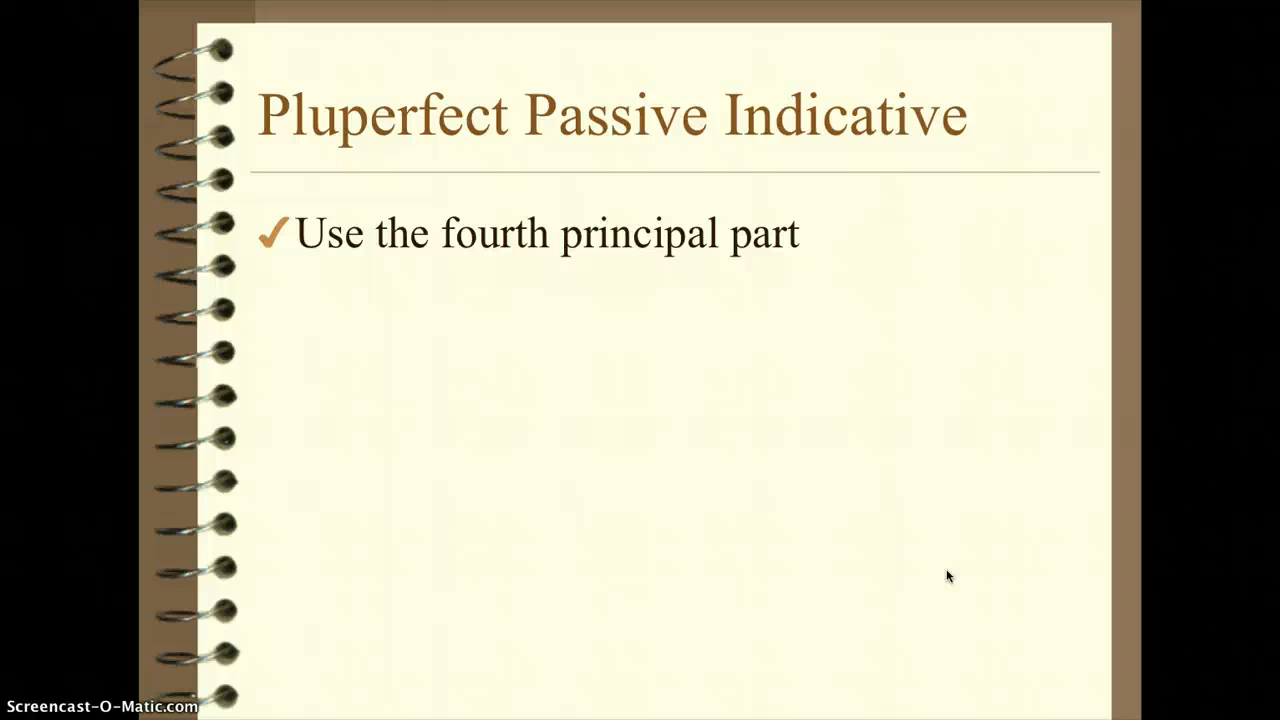 Pluperfect Passive Indicative
✓Use the fourth principal part
Screencast-O-Matic.com